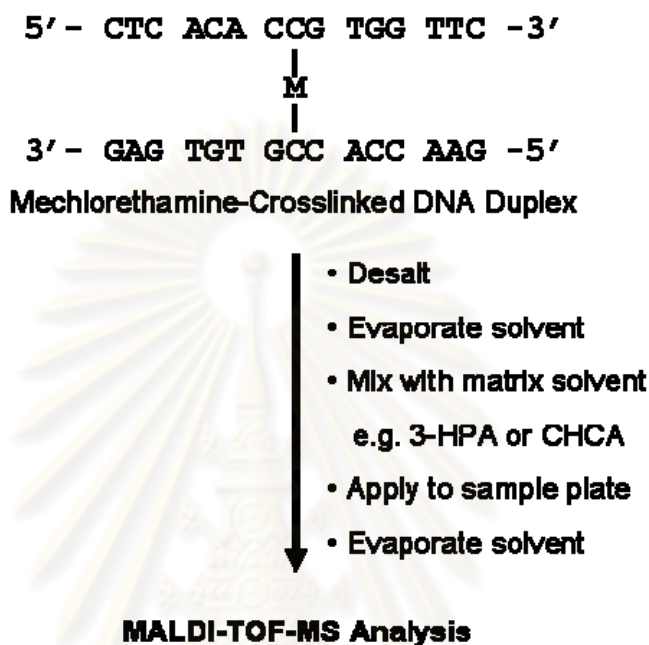 5′- CTC ACA CCG TGG TTC -3′
M
3′- GAG TGT GCC ACC AAG -5′
Mechlorethamine-Crosslinked DNA Duplex
• Desalt
• Evaporate solvent
• Mix with matrix solvent
e.g. 3-HPA or CHCA
• Apply to sample plate
• Evaporate solvent
MALDI-TOF-MS Analysis